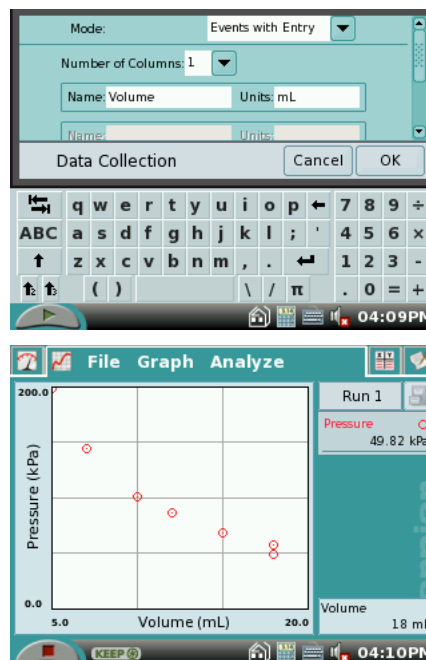 Mode: Events with Entry
Number of Columns: 1
Name: Volume Units: mL
Name: Units:
Data Collection Cancel OK
q w e r t y u i o p 7 8 9 ÷
ABC a s d f g h j k l ; ' 4 5 6 ×
z x c v b n m , . 1 2 3 -
( ) \ / π . 0 = +
04:09PM
File Graph Analyze
200.0
Run 1
Pressure
49.82 kPa
Pressure (kPa)
0.0
5.0 Volume (mL) 20.0
Volume
18 mL
KEEP 04:10PM